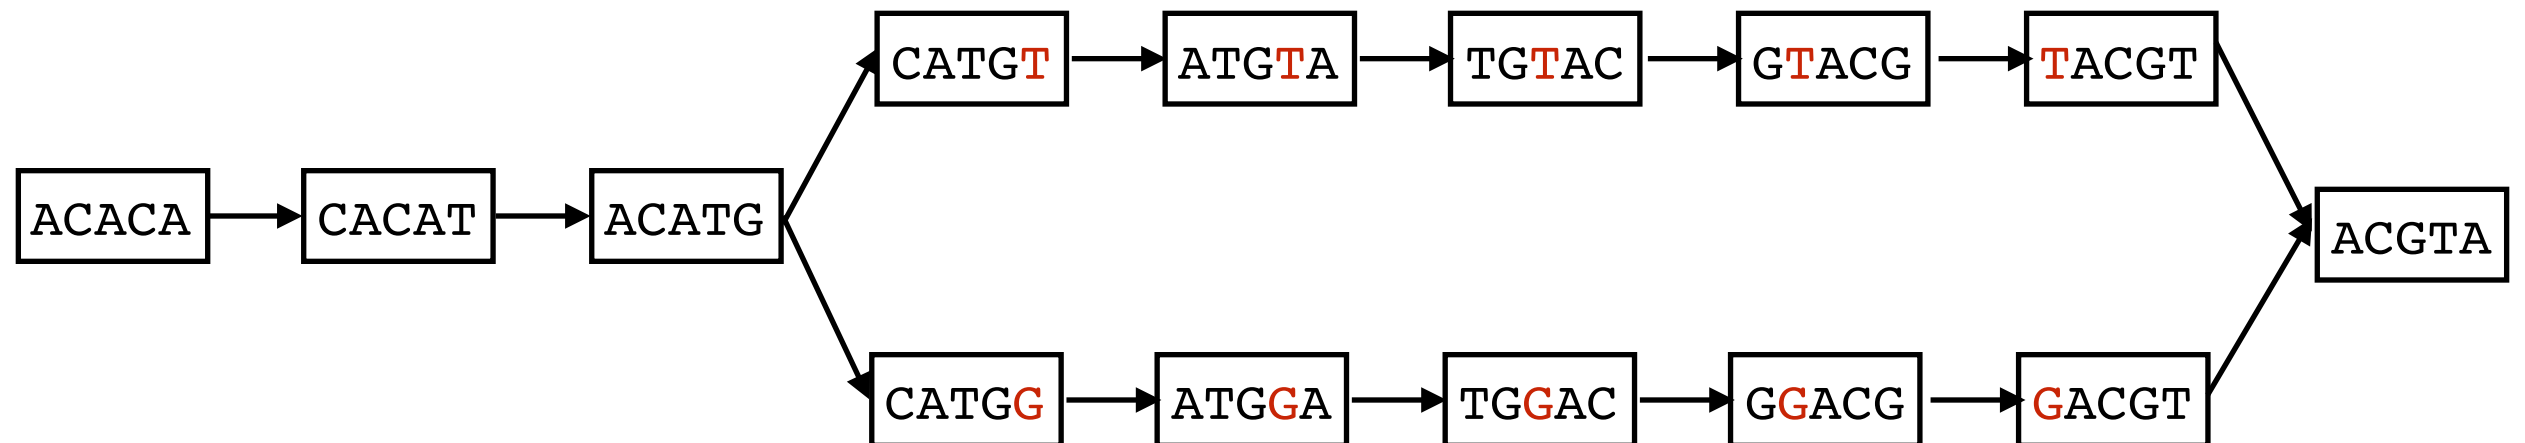 CATGT ATGTA TGTAC GTACG TACGT
ACACA CACAT ACATG ACGTA
CATGG ATGGA TGGAC GGACG GACGT